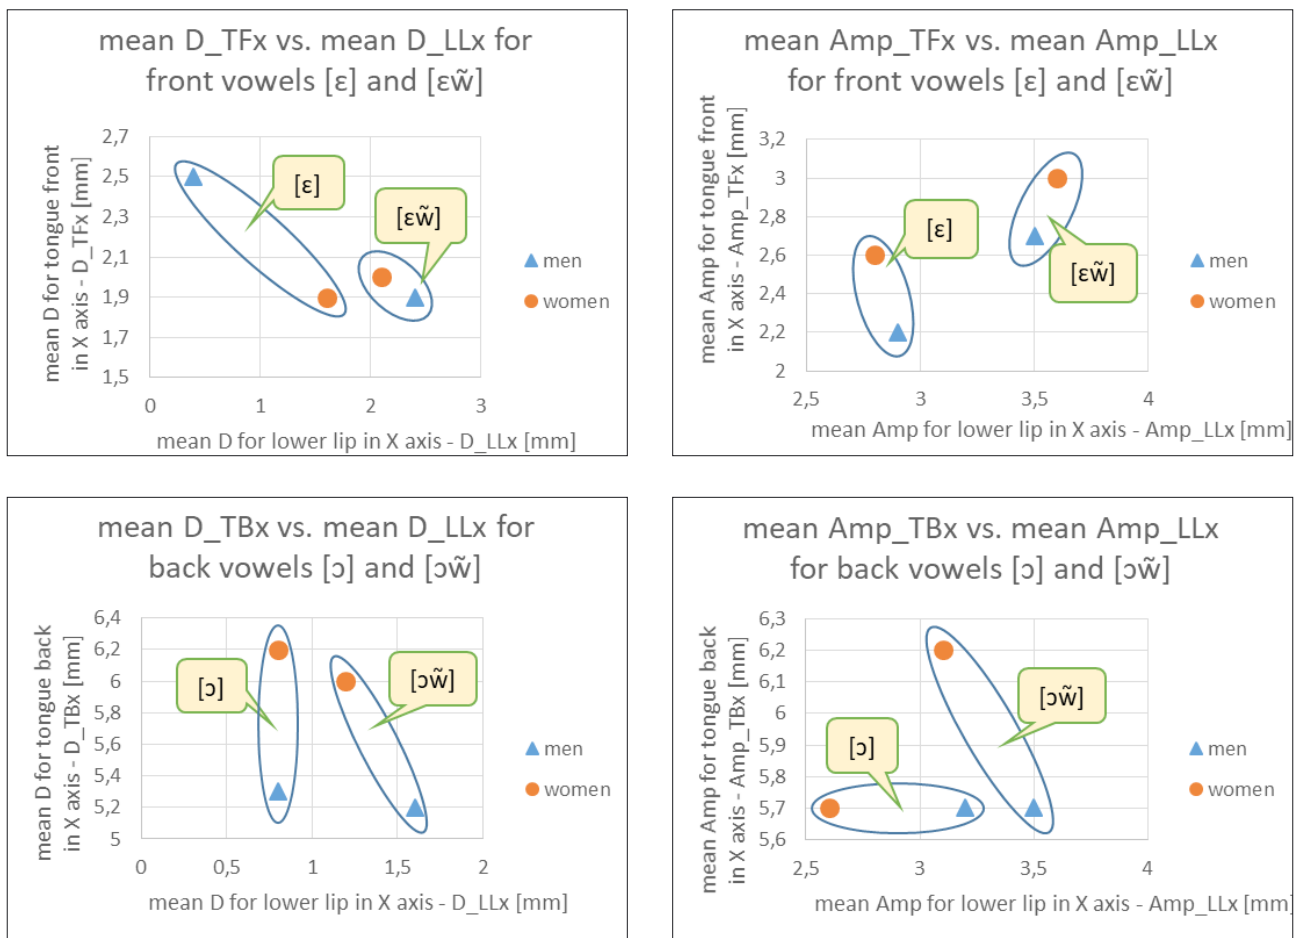 mean D_TFx vs. mean D_LLx for
front vowels [ɛ] and [ɛw̃]
mean D for tongue front
in X axis - D_TFx [mm]
2,7
2,5
2,3
2,1
1,9
1,7
1,5
[ɛ]
[ɛw̃]
men
women
0
1
2
3
mean D for lower lip in X axis - D_LLx [mm]
mean Amp_TFx vs. mean Amp_LLx
for front vowels [ɛ] and [ɛw̃]
mean Amp for tongue front
in X axis - Amp_TFx [mm]
3,2
3
2,8
2,6
2,4
2,2
2
[ɛ]
[ɛw̃]
men
women
2,5
3
3,5
4
mean Amp for lower lip in X axis - Amp_LLx [mm]
mean D_TBx vs. mean D_LLx for
back vowels [ɔ] and [ɔw̃]
mean D for tongue back
in X axis - D_TBx [mm]
6,4
6,2
6
5,8
5,6
5,4
5,2
5
[ɔ]
[ɔw̃]
men
women
0
0,5
1
1,5
2
mean D for lower lip in X axis - D_LLx [mm]
mean Amp_TBx vs. mean Amp_LLx
for back vowels [ɔ] and [ɔw̃]
mean Amp for tongue back
in X axis - Amp_TBx [mm]
6,3
6,2
6,1
6
5,9
5,8
5,7
5,6
[ɔ]
[ɔw̃]
men
women
2,5
3
3,5
4
mean Amp for lower lip in X axis - Amp_LLx [mm]